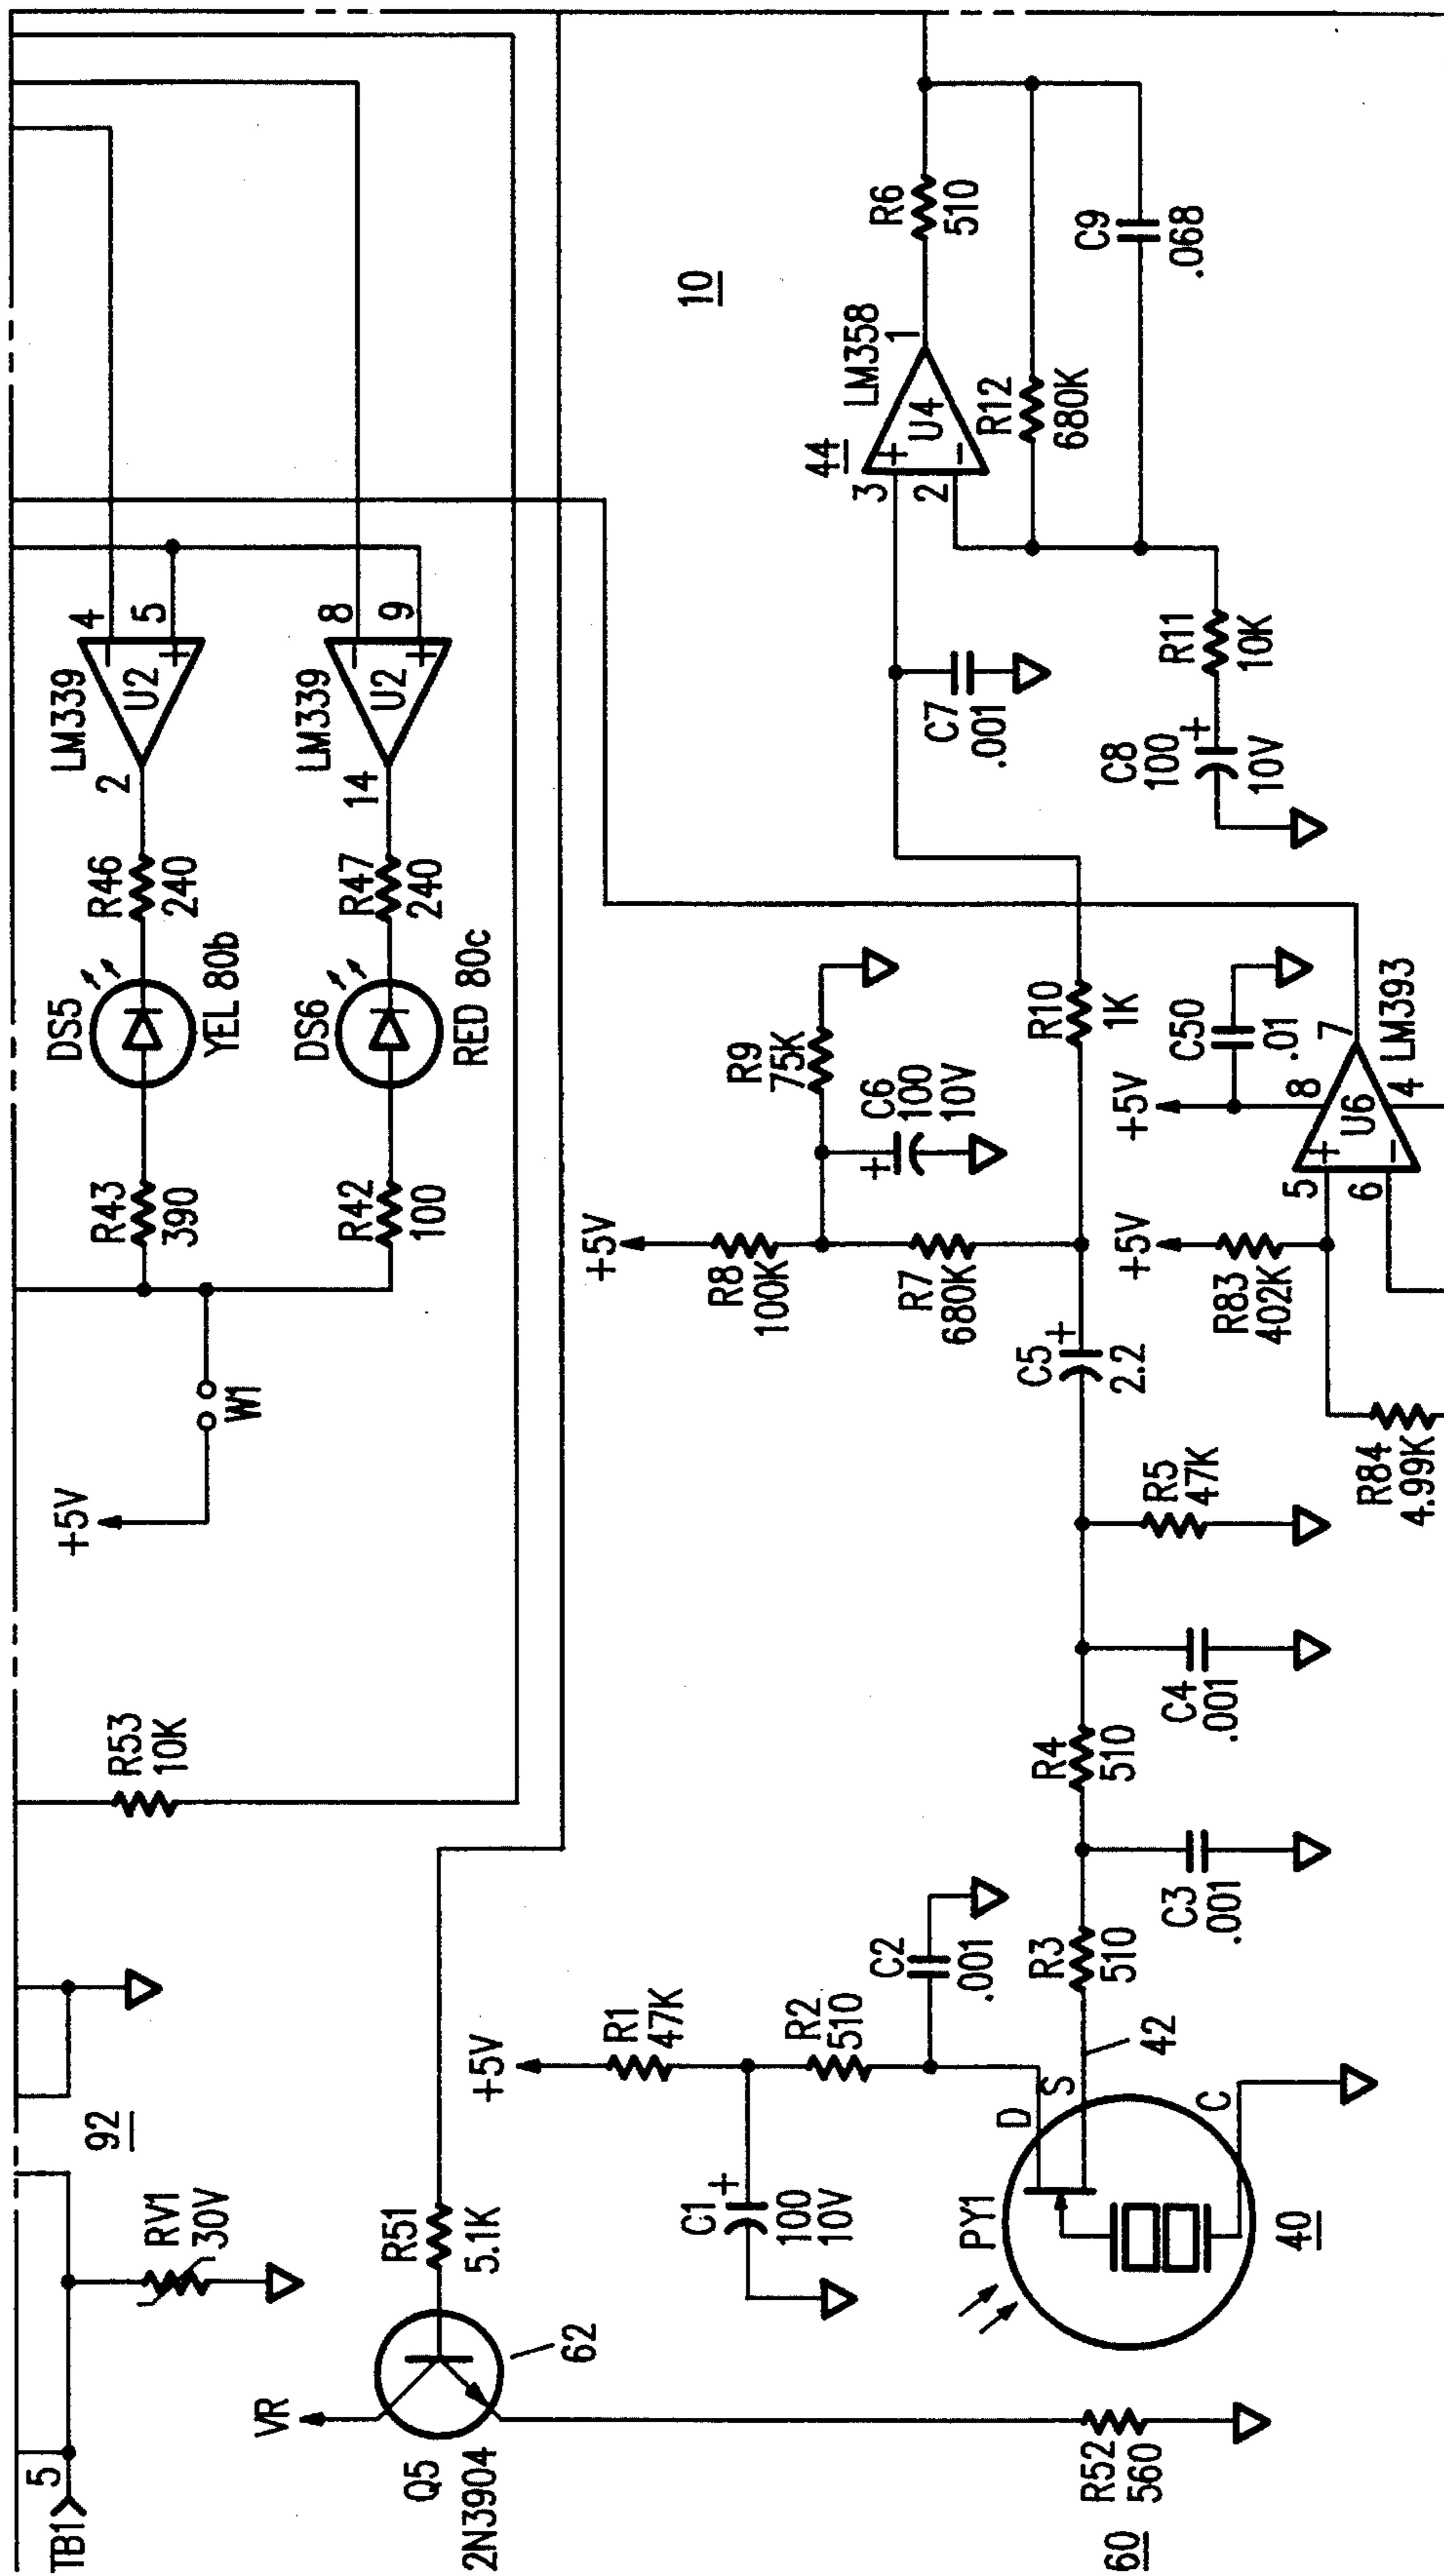 TB1
5
RV1
30V
92
R53
10K
+5V
W1
R43
390
DS5
YEL 80b
R46
240
2
LM339
U2
-
+
4
5
R42
100
DS6
RED 80c
R47
240
14
LM339
U2
-
+
8
9
VR
Q5
2N3904
62
R51
5.1K
R52
560
60
+5V
R1
47K
C1
+
100
10V
R2
510
C2
.001
PY1
D
S
C
40
42
R3
510
C3
.001
R4
510
C4
.001
R5
47K
C5
+
2.2
+5V
R8
100K
R7
680K
R9
75K
C6
+
100
10V
R10
1K
C7
.001
44
3
2
+
-
U4
LM358
1
R6
510
10
R12
680K
C9
.068
R11
10K
C8
100
+
10V
R84
4.99K
+5V
R83
402K
5
6
+
-
U6
8
4
7
LM393
+5V
C50
.01